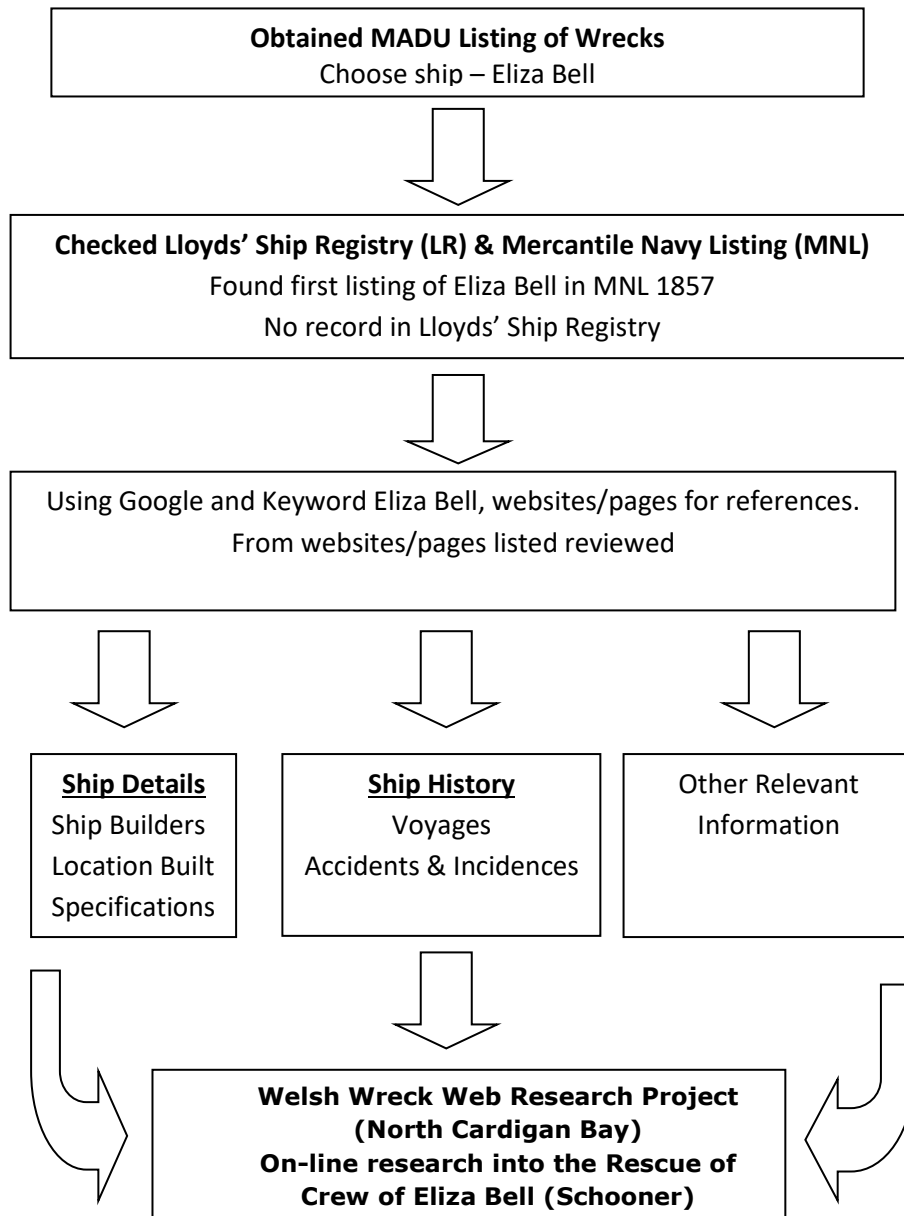 Obtained MADU Listing of Wrecks
Choose ship – Eliza Bell
Checked Lloyds’ Ship Registry (LR) & Mercantile Navy Listing (MNL)
Found first listing of Eliza Bell in MNL 1857
No record in Lloyds’ Ship Registry
Using Google and Keyword Eliza Bell, websites/pages for references.
From websites/pages listed reviewed
Ship Details
Ship Builders
Location Built
Specifications
Ship History
Voyages
Accidents & Incidences
Other Relevant
Information
Welsh Wreck Web Research Project
(North Cardigan Bay)
On-line research into the Rescue of
Crew of Eliza Bell (Schooner)